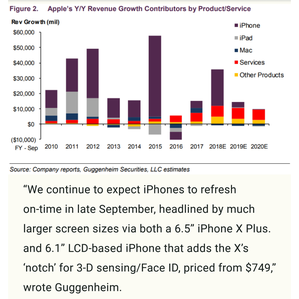 Figure 2. Apple's Y/Y Revenue Growth Contributors by Product/Service
Rev Growth (mil)
$60,000
$50,000
$40,000
$30,000
$20,000
$10,000
$0
($10,000)
FY - Sep 2010 2011 2012 2013 2014 2015 2016 2017 2018E 2019E 2020E
iPhone
iPad
Mac
Services
Other Products
Source: Company reports, Guggenheim Securities, LLC estimates
“We continue to expect iPhones to refresh
on-time in late September, headlined by much
larger screen sizes via both a 6.5” iPhone X Plus.
and 6.1” LCD-based iPhone that adds the X’s
‘notch’ for 3-D sensing/Face ID, priced from $749,”
wrote Guggenheim.